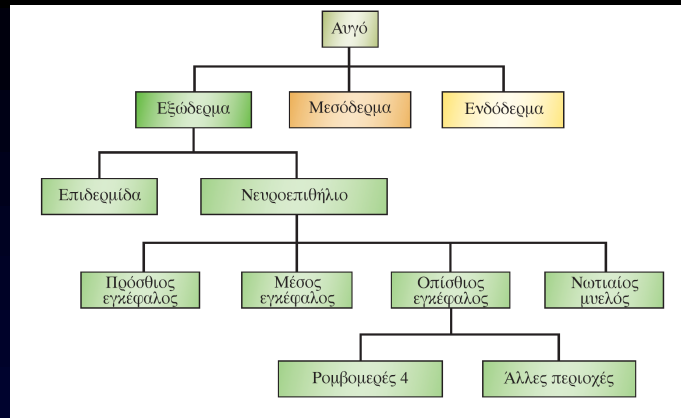 Αυγό
Εξώδερμα
Μεσόδερμα
Ενδόδερμα
Επιδερμίδα
Νευροεπιθήλιο
Πρόσθιος
εγκέφαλος
Μέσος
εγκέφαλος
Οπίσθιος
εγκέφαλος
Νωτιαίος
μυελός
Ρομβομερές 4
Άλλες περιοχές